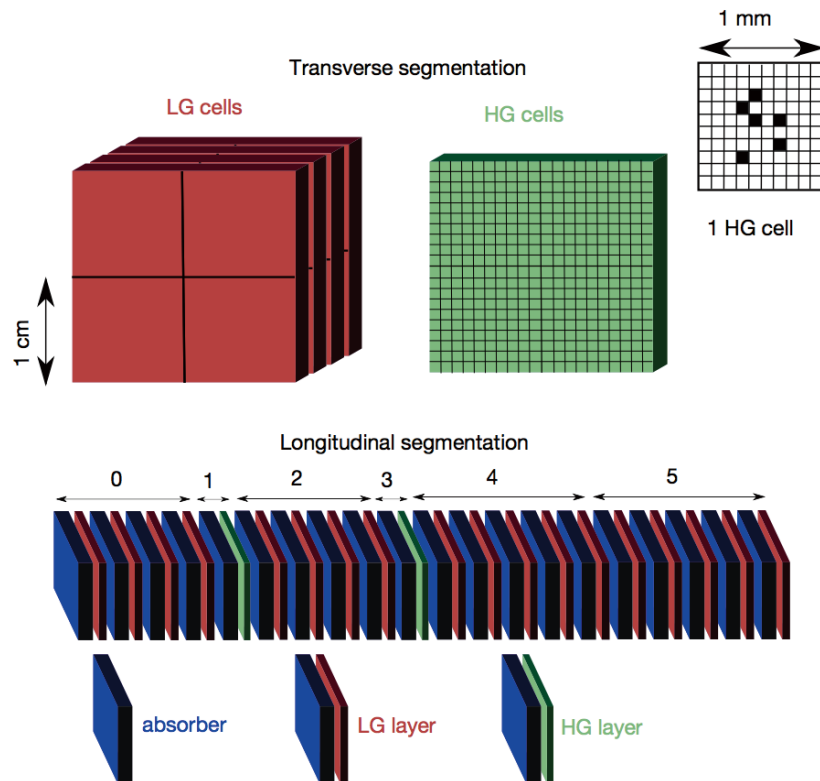 1 mm
Transverse segmentation
LG cells
HG cells
1 HG cell
1 cm
Longitudinal segmentation
0
1
2
3
4
5
absorber
LG layer
HG layer